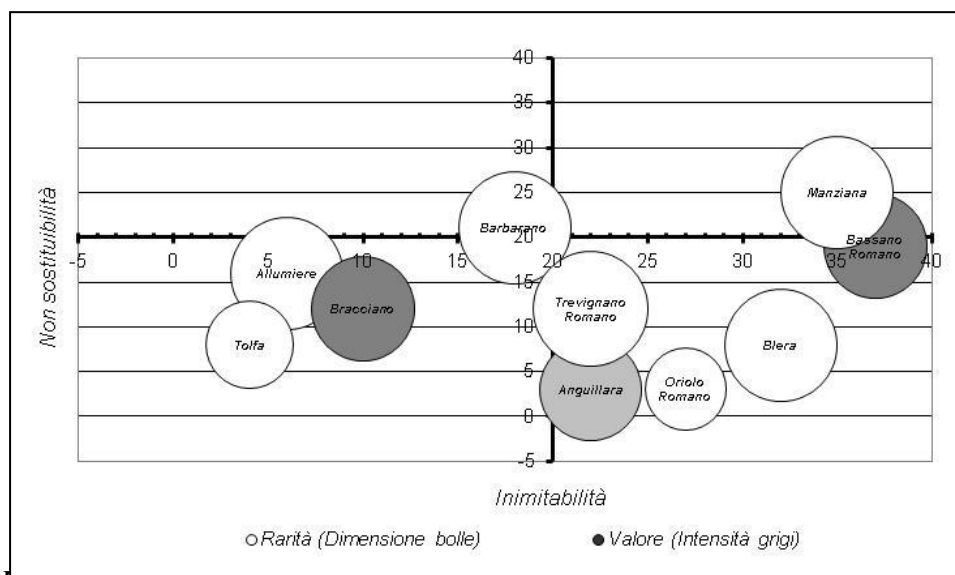 40
35
30
25
20
15
10
5
0
-5
-5
0
5
10
15
20
25
30
35
40
Non sostituibilità
Manziana
Barbarano
Bassano
Romano
Allumiere
Bracciano
Trevignano
Romano
Tolfa
Blera
Anguillara
Oriolo
Romano
Inimitabilità
Rarità (Dimensione bolle)
Valore (Intensità grigi)